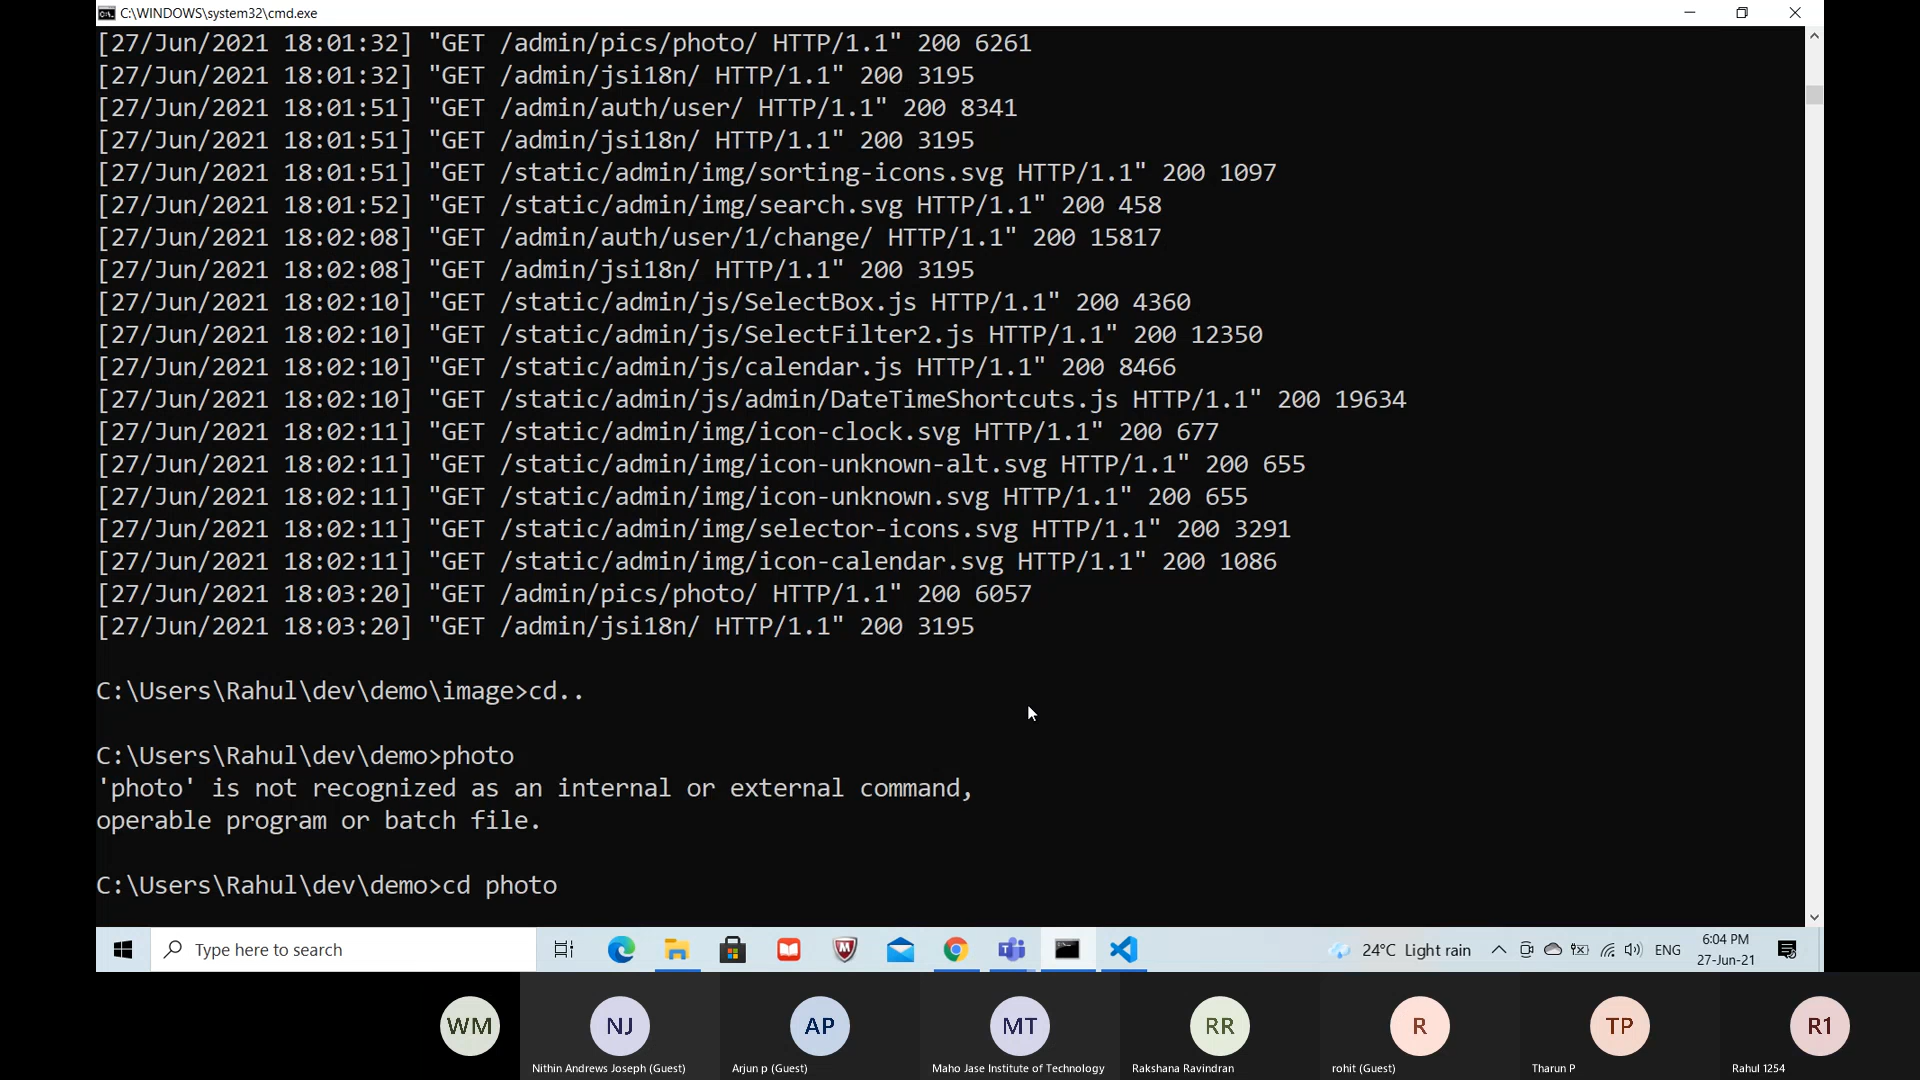 C:\WINDOWS\system32\cmd.exe
[27/Jun/2021 18:01:32] "GET /admin/pics/photo/ HTTP/1.1" 200 6261
[27/Jun/2021 18:01:32] "GET /admin/jsi18n/ HTTP/1.1" 200 3195
[27/Jun/2021 18:01:51] "GET /admin/auth/user/ HTTP/1.1" 200 8341
[27/Jun/2021 18:01:51] "GET /admin/jsi18n/ HTTP/1.1" 200 3195
[27/Jun/2021 18:01:51] "GET /static/admin/img/sorting-icons.svg HTTP/1.1" 200 1097
[27/Jun/2021 18:01:52] "GET /static/admin/img/search.svg HTTP/1.1" 200 458
[27/Jun/2021 18:02:08] "GET /admin/auth/user/1/change/ HTTP/1.1" 200 15817
[27/Jun/2021 18:02:08] "GET /admin/jsi18n/ HTTP/1.1" 200 3195
[27/Jun/2021 18:02:10] "GET /static/admin/js/SelectBox.js HTTP/1.1" 200 4360
[27/Jun/2021 18:02:10] "GET /static/admin/js/SelectFilter2.js HTTP/1.1" 200 12350
[27/Jun/2021 18:02:10] "GET /static/admin/js/calendar.js HTTP/1.1" 200 8466
[27/Jun/2021 18:02:10] "GET /static/admin/js/admin/DateTimeShortcuts.js HTTP/1.1" 200 19634
[27/Jun/2021 18:02:11] "GET /static/admin/img/icon-clock.svg HTTP/1.1" 200 677
[27/Jun/2021 18:02:11] "GET /static/admin/img/icon-unknown-alt.svg HTTP/1.1" 200 655
[27/Jun/2021 18:02:11] "GET /static/admin/img/icon-unknown.svg HTTP/1.1" 200 655
[27/Jun/2021 18:02:11] "GET /static/admin/img/selector-icons.svg HTTP/1.1" 200 3291
[27/Jun/2021 18:02:11] "GET /static/admin/img/icon-calendar.svg HTTP/1.1" 200 1086
[27/Jun/2021 18:03:20] "GET /admin/pics/photo/ HTTP/1.1" 200 6057
[27/Jun/2021 18:03:20] "GET /admin/jsi18n/ HTTP/1.1" 200 3195
C:\Users\Rahul\dev\demo\image>cd..
C:\Users\Rahul\dev\demo>photo
'photo' is not recognized as an internal or external command,
operable program or batch file.
C:\Users\Rahul\dev\demo>cd photo
Type here to search
24°C Light rain
ENG
6:04 PM
27-Jun-21
WM
NJ
AP
MT
RR
R
TP
R1
Nithin Andrews Joseph (Guest)
Arjun p (Guest)
Maho Jase Institute of Technology
Rakshana Ravindran
rohit (Guest)
Tharun P
Rahul 1254